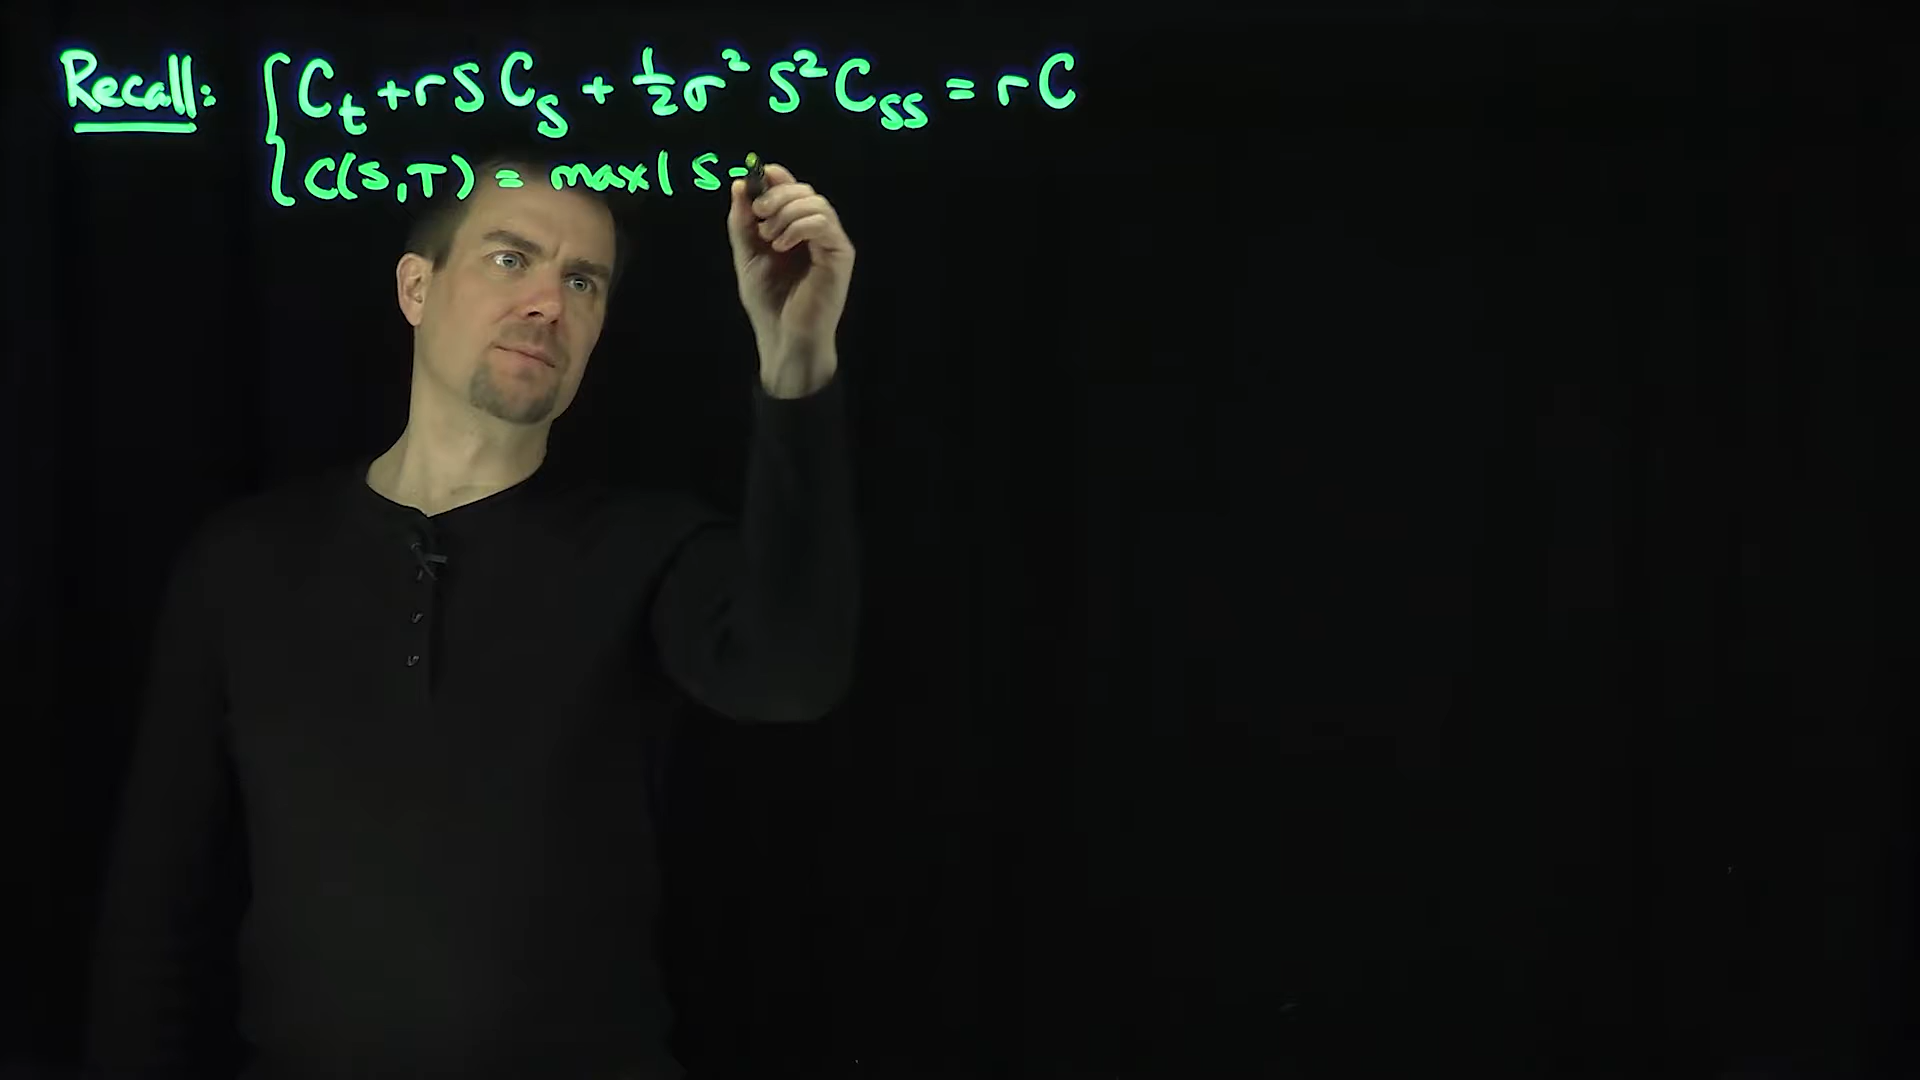 Recall: { C_t + r S C_S + 1/2 σ² S² C_SS = r C
C(S,T) = max( S -